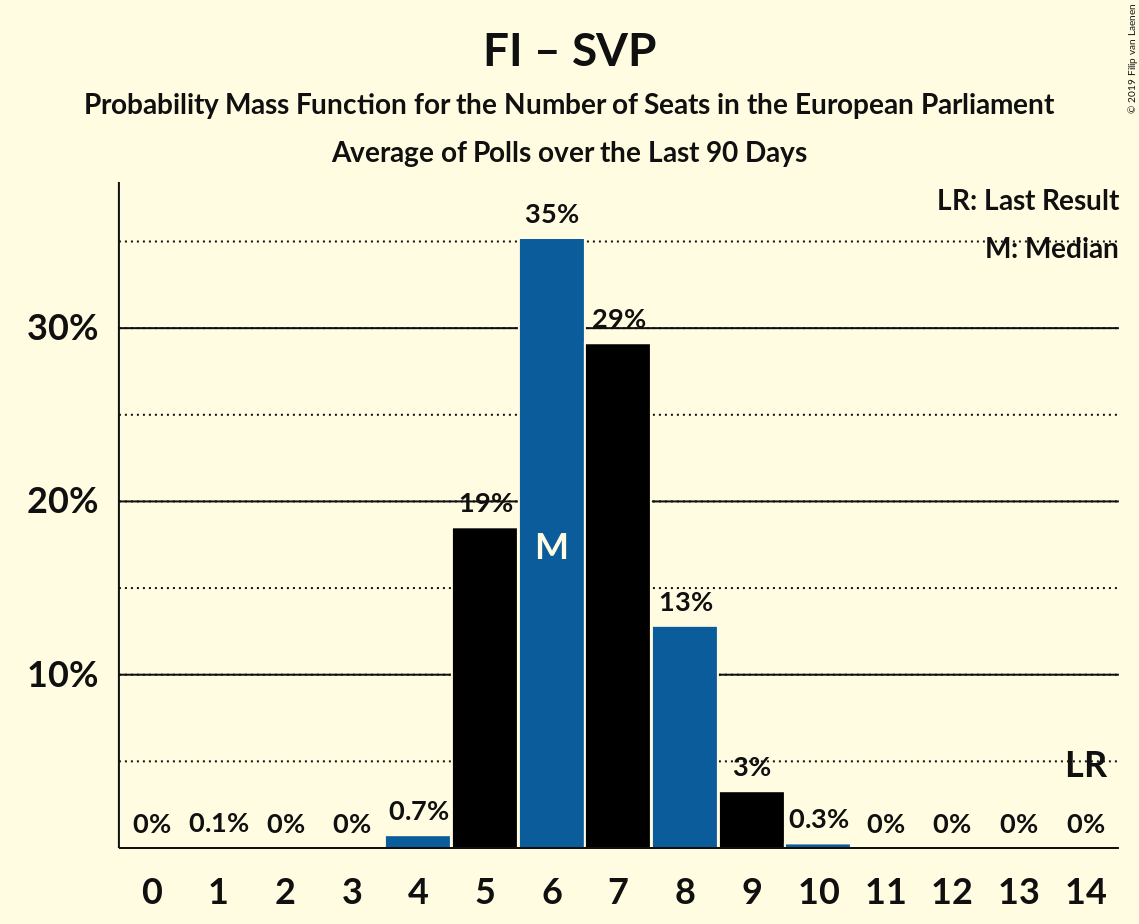 FI – SVP
Probability Mass Function for the Number of Seats in the European Parliament
Average of Polls over the Last 90 Days
© 2019 Filip van Laenen
LR: Last Result
M: Median
35%
30%
29%
20%
19%
M
13%
10%
3%
LR
0% 0.1% 0% 0% 0.7% 0.3% 0% 0% 0% 0%
0 1 2 3 4 5 6 7 8 9 10 11 12 13 14